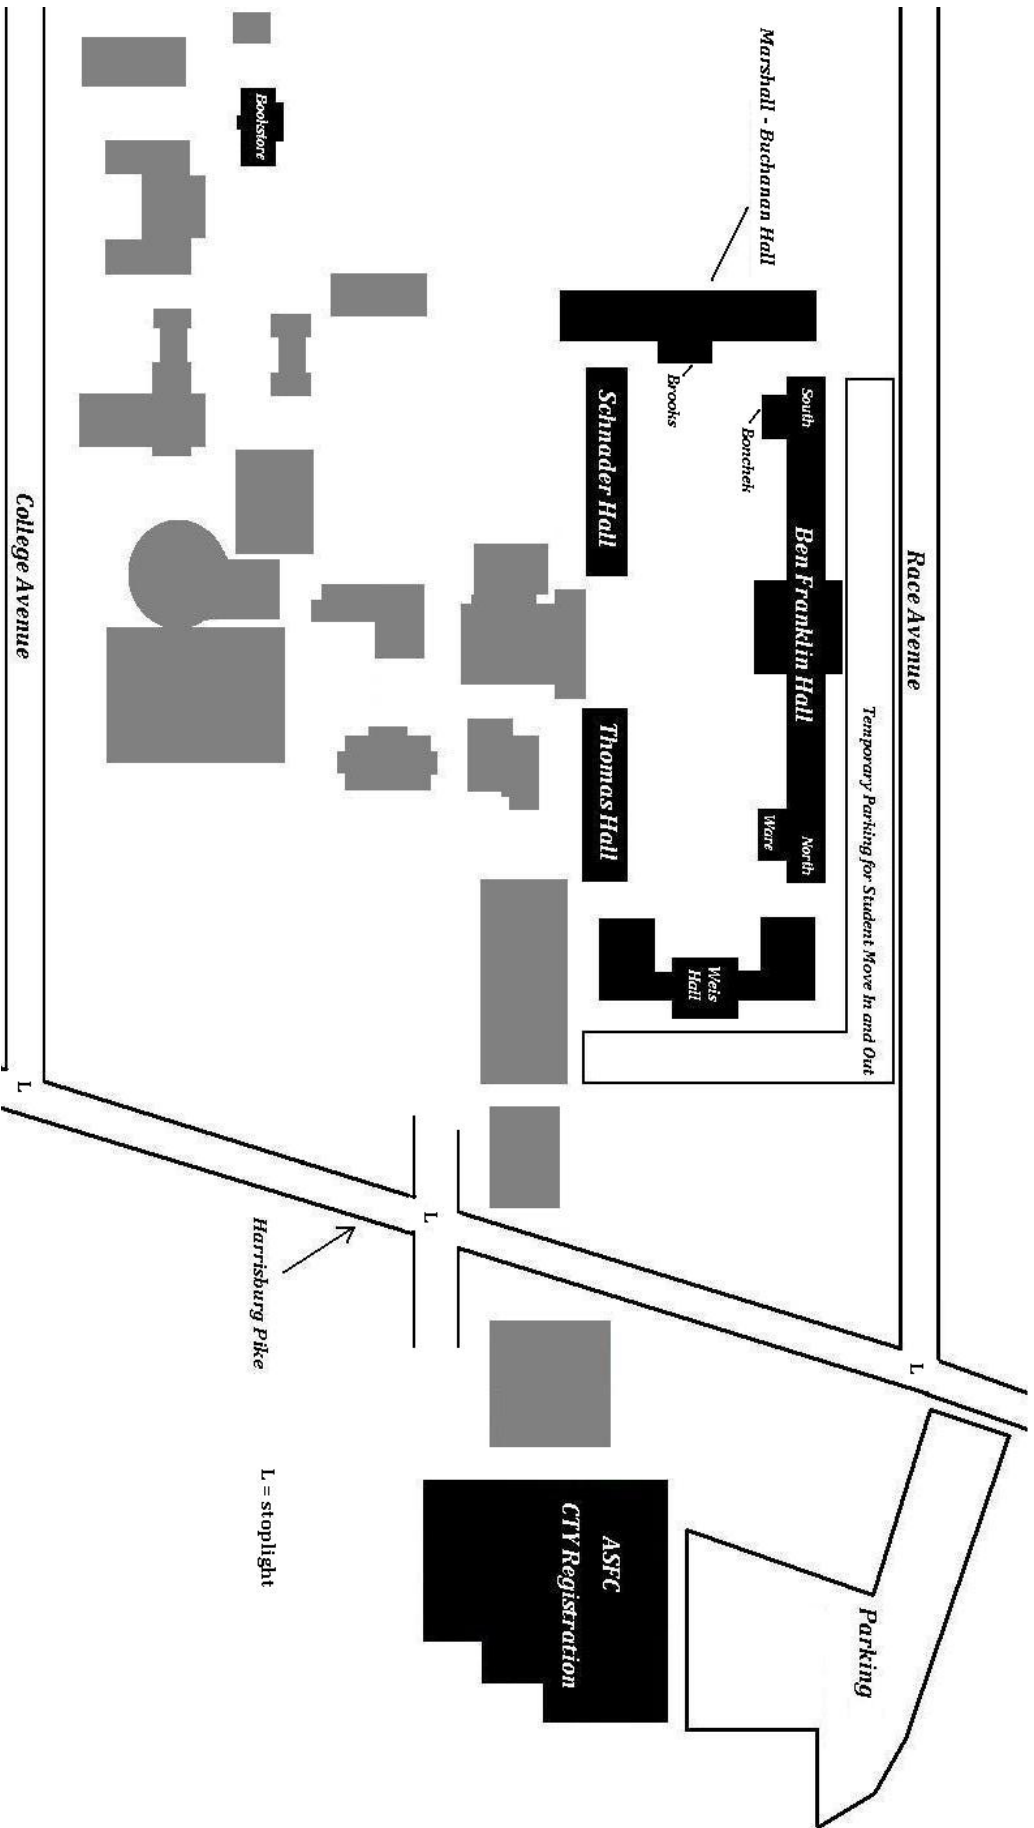 Race Avenue
Temporary Parking for Student Move In and Out
Marshall - Buchanan Hall
South
Bonchek
Ben Franklin Hall
North
Ware
Brooks
Schnader Hall
Thomas Hall
Weis
Hall
Bookstore
College Avenue
L
L
L
Harrisburg Pike
Parking
ASFC
CTY Registration
L = stoplight